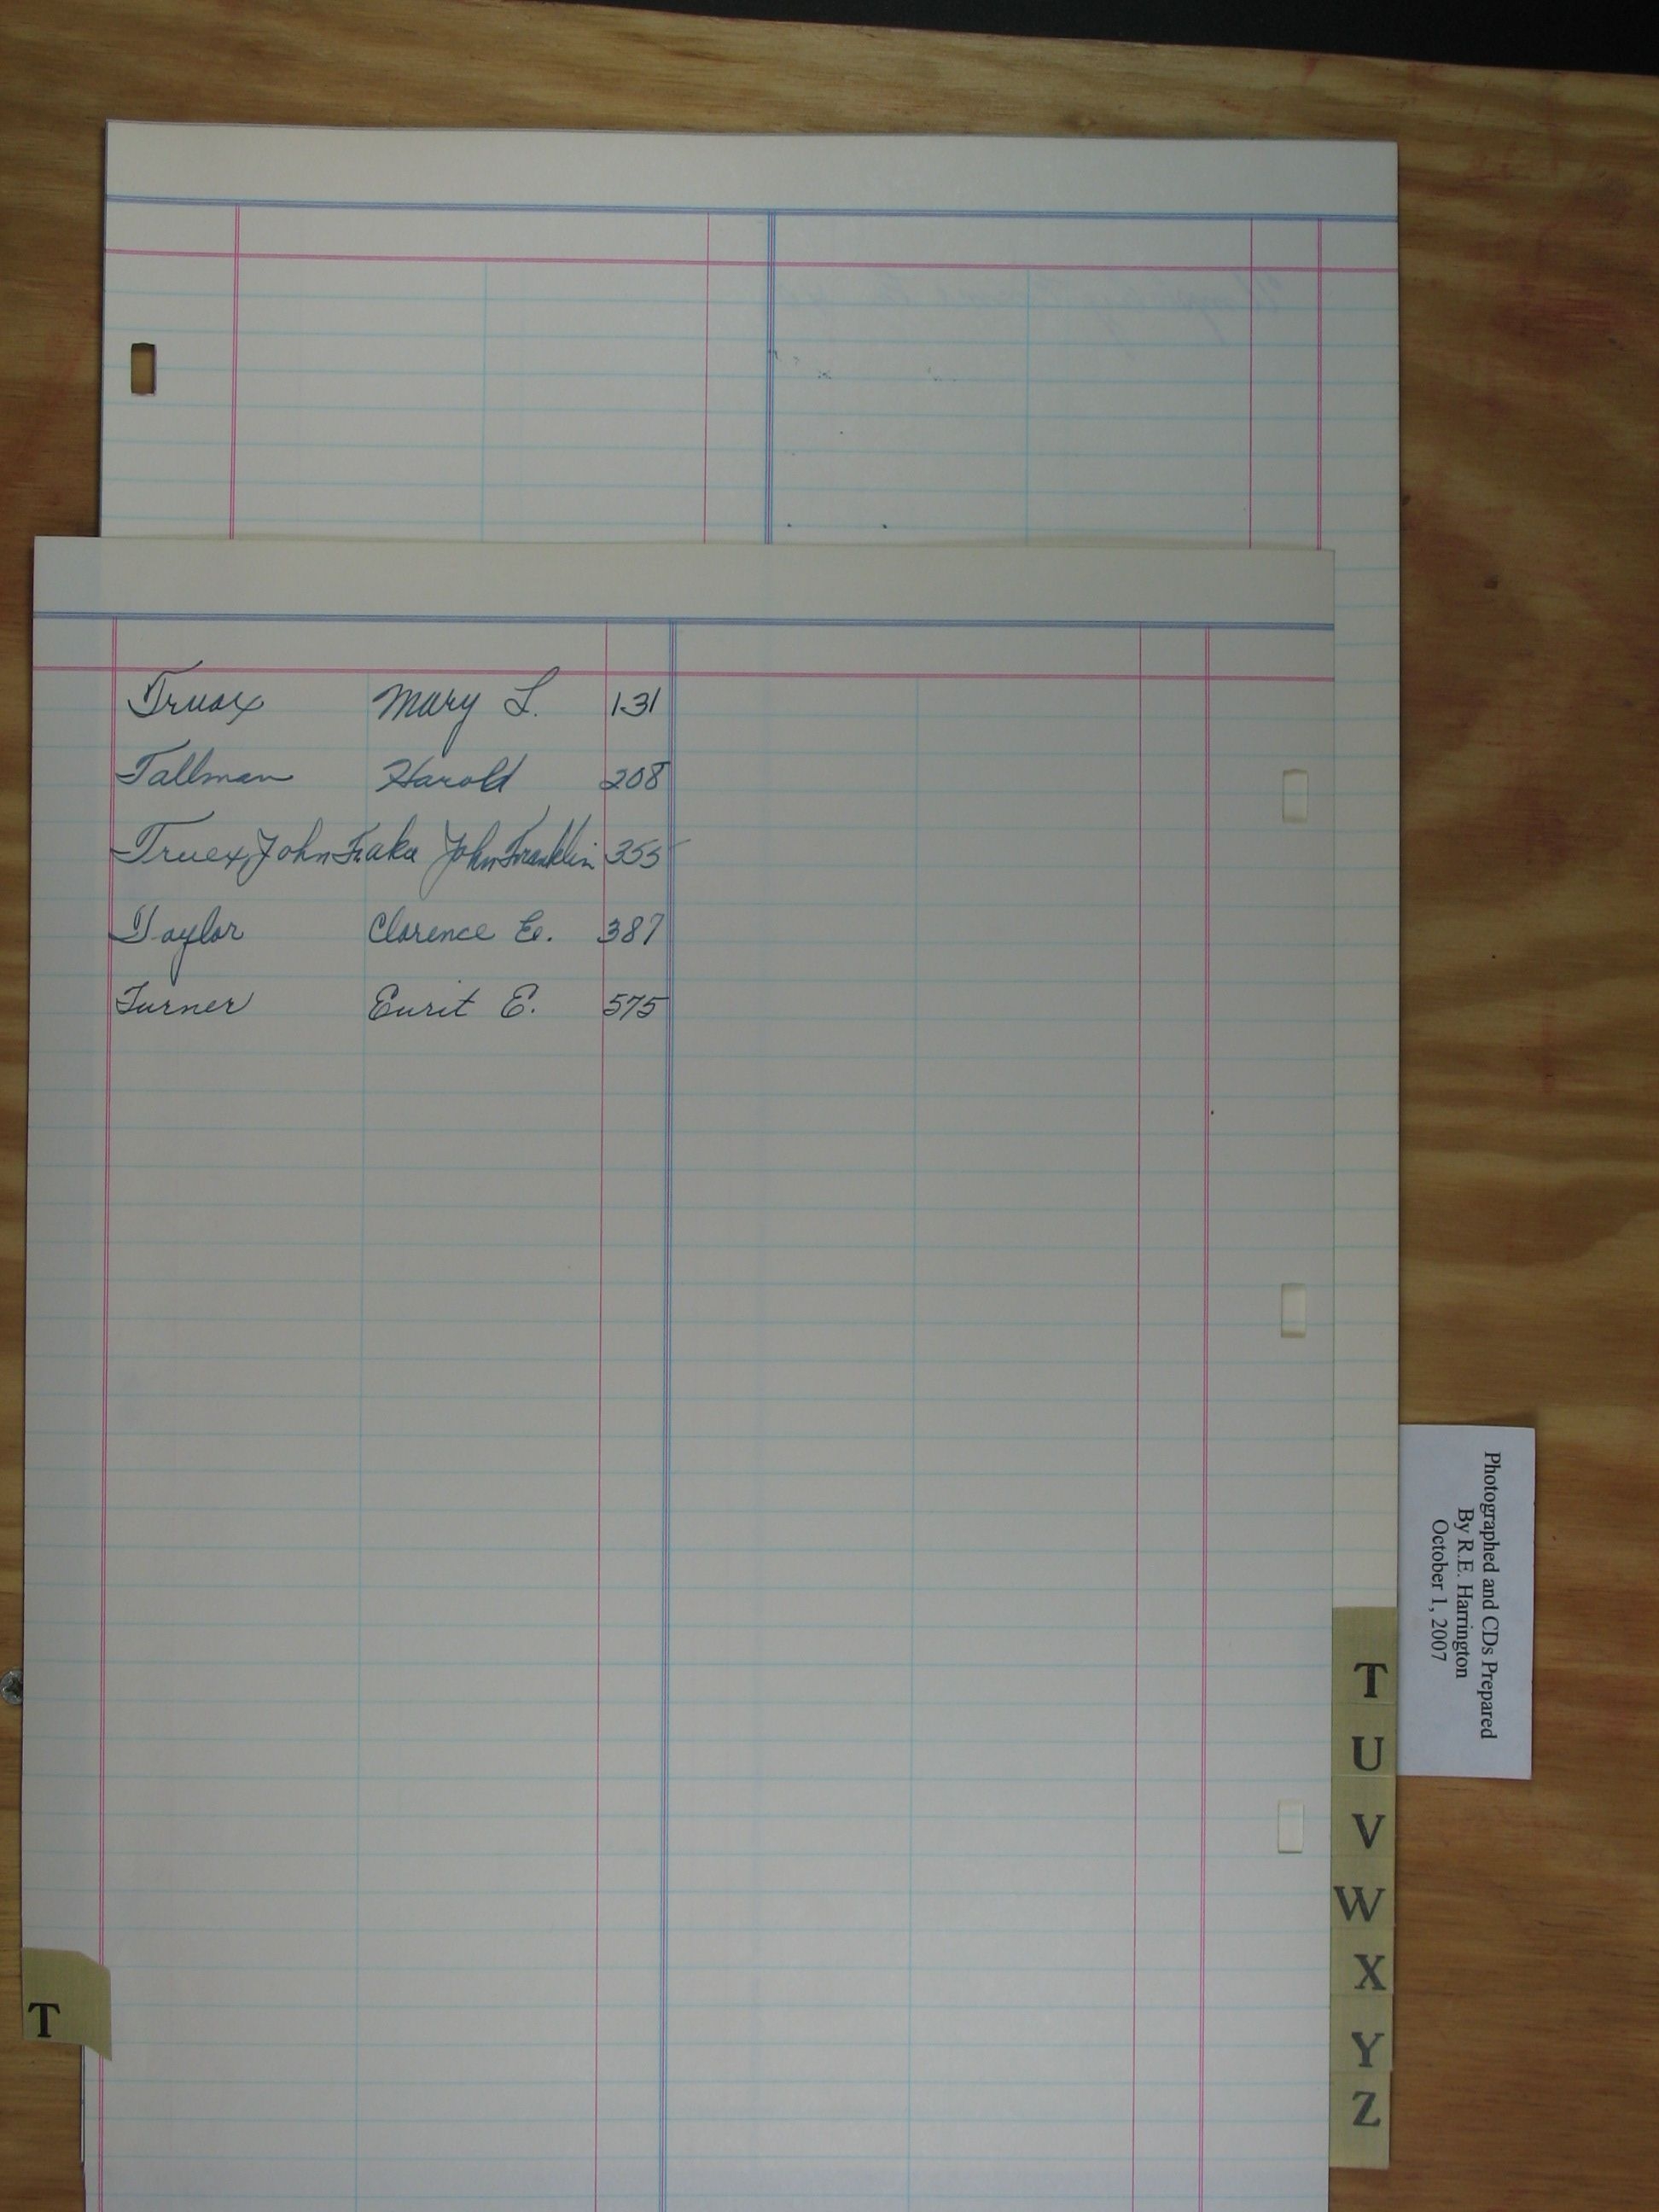 Truax Mary L. 131
Tallman Harold 208
Truex, John F. aka John Franklin 355
Taylor Clarence E. 387
Turner Eurit E. 575
Photographed and CDs Prepared
By R.E. Harrington
October 1, 2007
T
U
V
W
X
Y
Z
T